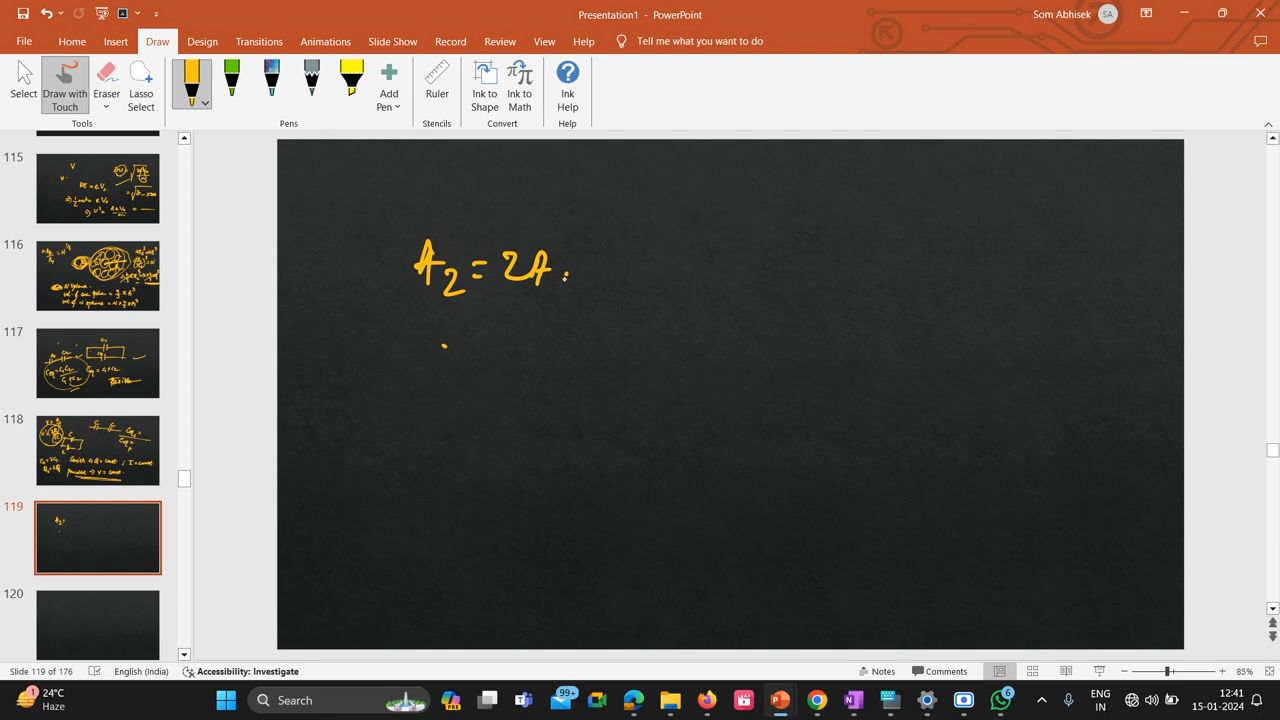 Presentation1 - PowerPoint
Som Abhisek SA
File Home Insert Draw Design Transitions Animations Slide Show Record Review View Help Tell me what you want to do
Select
Draw with Touch
Eraser
Lasso Select
Add Pen
Ruler
Ink to Shape
Ink to Math
Ink Help
Tools Pens Stencils Convert Help
115
116
117
118
119
120
A₂ = 2A
Slide 119 of 176 English (India) Accessibility: Investigate Notes Comments 85%
1 24°C
Haze
Search
PRE
99+
6
ENG
IN
12:41
15-01-2024